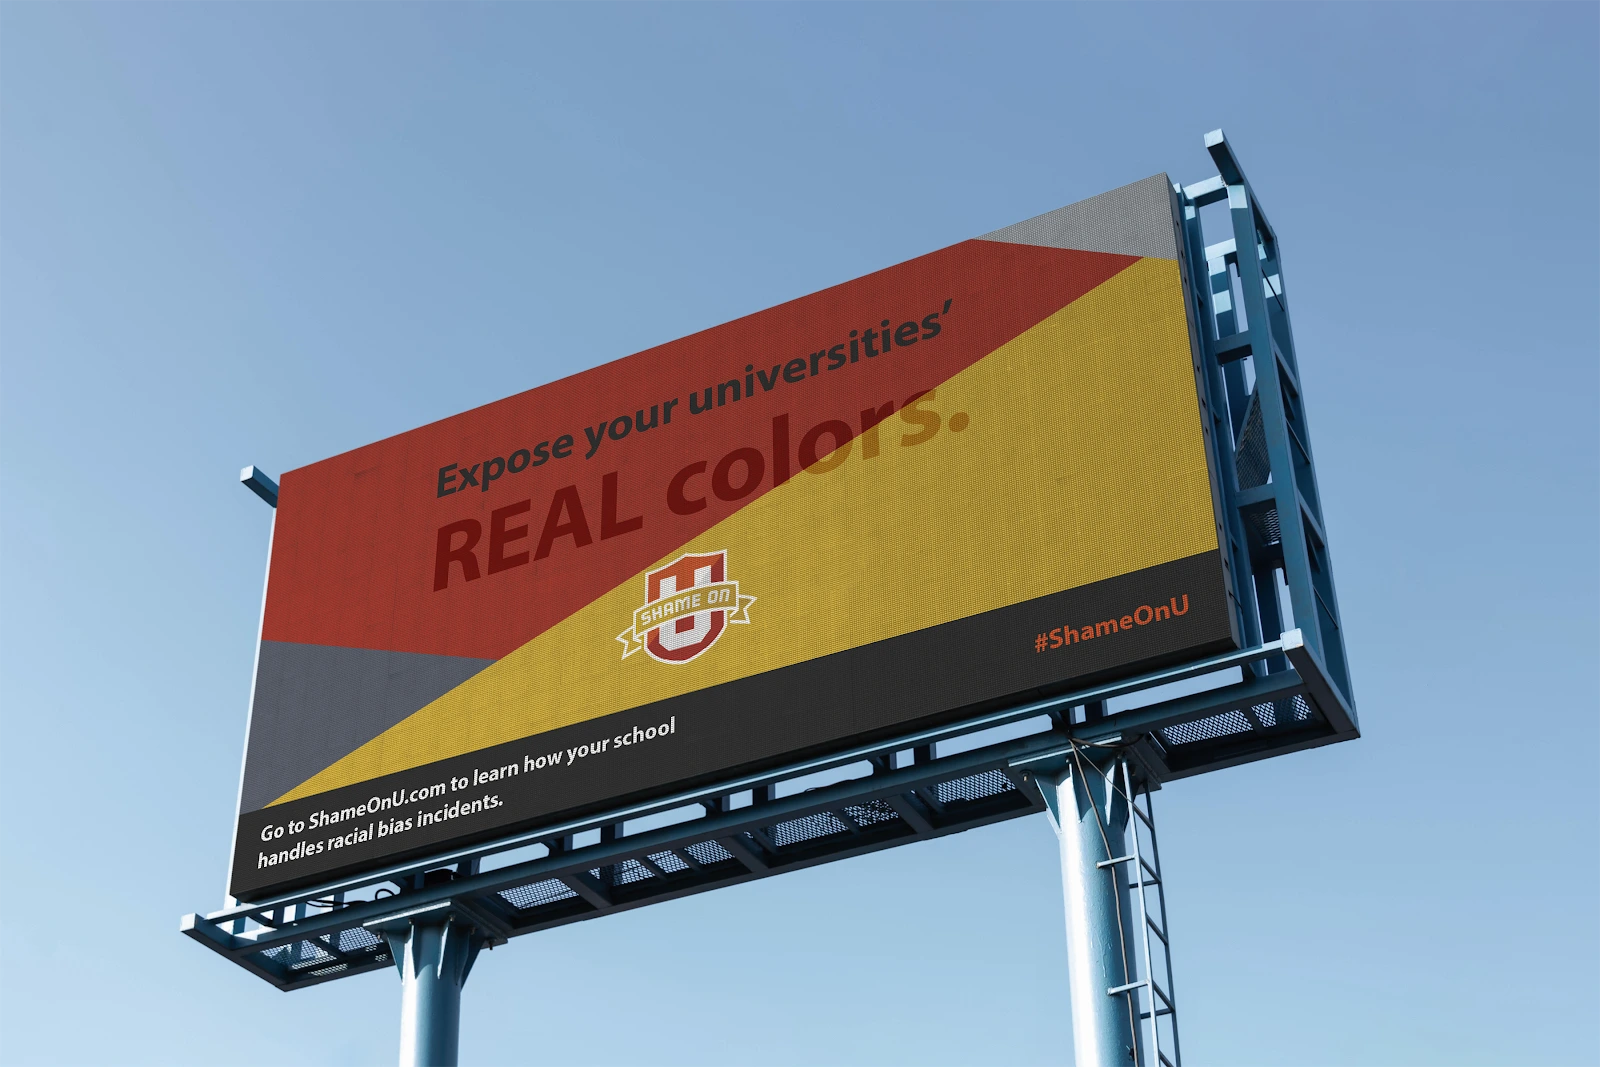 Expose your universities’
REAL colors.
SHAME ON
U
Go to ShameOnU.com to learn how your school
handles racial bias incidents.
#ShameOnU